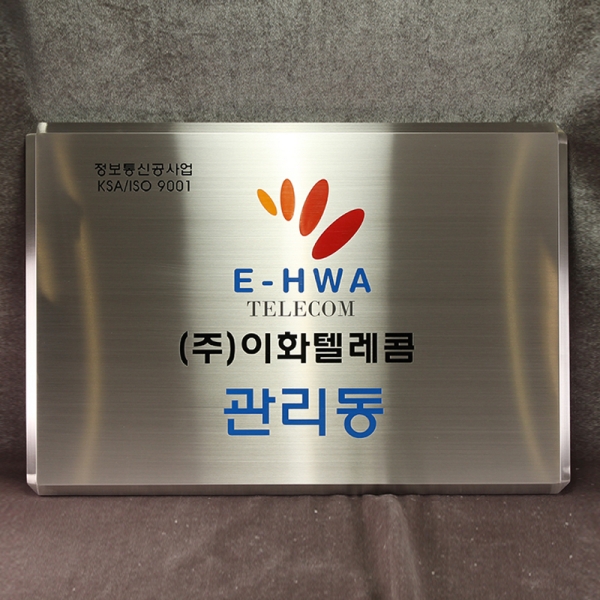 정보통신공사업
KSA/ISO 9001
E-HWA
TELECOM
(주)이화텔레콤
관리동